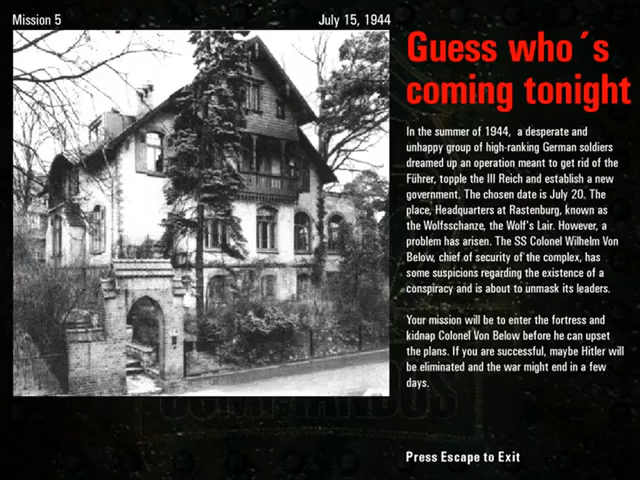 Mission 5
July 15, 1944
Guess who´s
coming tonight
In the summer of 1944,  a desperate and
unhappy group of high-ranking German soldiers
dreamed up an operation meant to get rid of the
Führer, topple the III Reich and establish a new
government. The chosen date is July 20. The
place, Headquarters at Rastenburg, known as
the Wolfsschanze, the Wolf's Lair. However, a
problem has arisen. The SS Colonel Wilhelm Von
Below, chief of security of the complex, has
some suspicions regarding the existence of a
conspiracy and is about to unmask its leaders.
Your mission will be to enter the fortress and
kidnap Colonel Von Below before he can upset
the plans. If you are successful, maybe Hitler will
be eliminated and the war might end in a few
days.
COMMANDOS
Press Escape to Exit